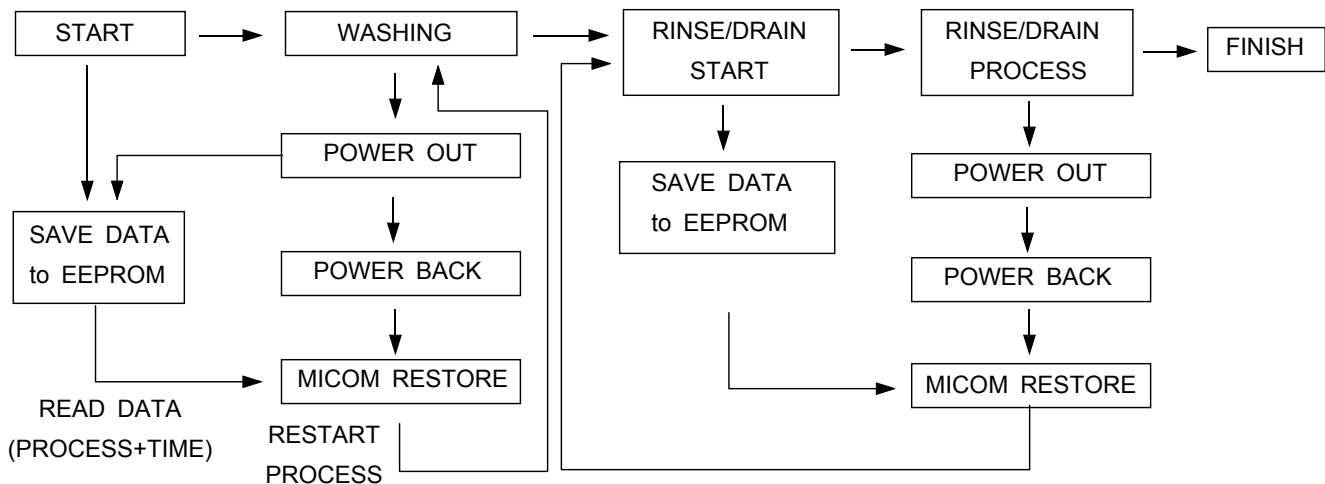 START
WASHING
RINSE/DRAIN
START
RINSE/DRAIN
PROCESS
FINISH
POWER OUT
POWER OUT
SAVE DATA
to EEPROM
SAVE DATA
to EEPROM
POWER BACK
POWER BACK
MICOM RESTORE
MICOM RESTORE
READ DATA
(PROCESS+TIME)
RESTART
PROCESS